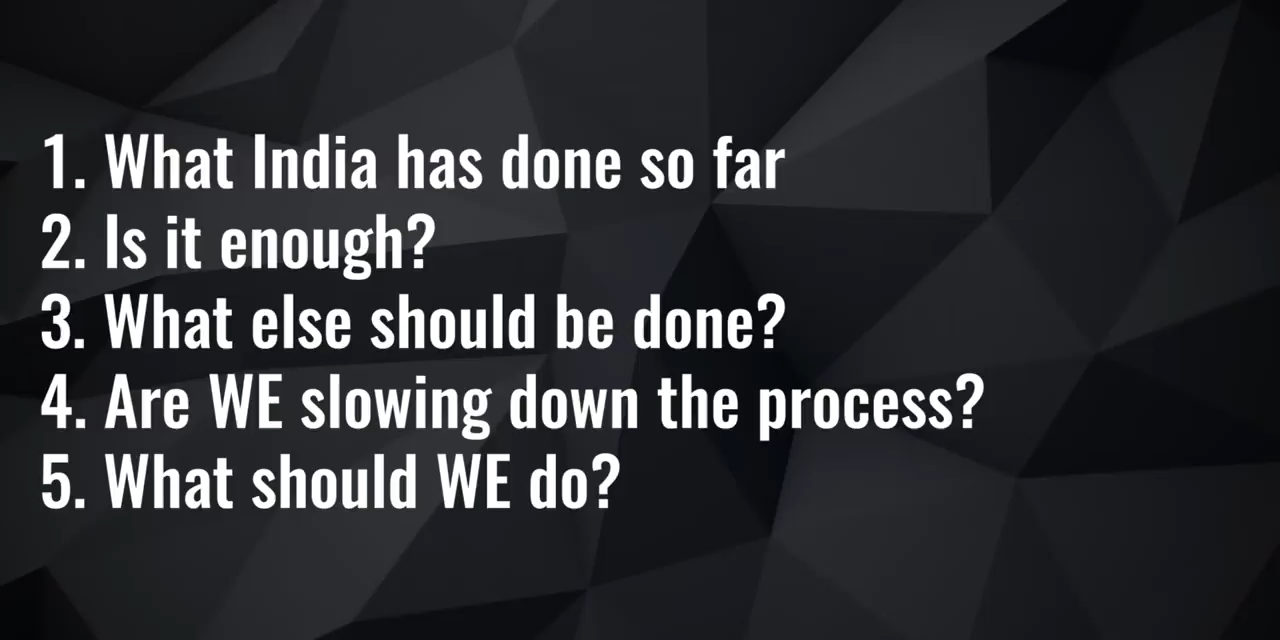 1. What India has done so far
2. Is it enough?
3. What else should be done?
4. Are WE slowing down the process?
5. What should WE do?